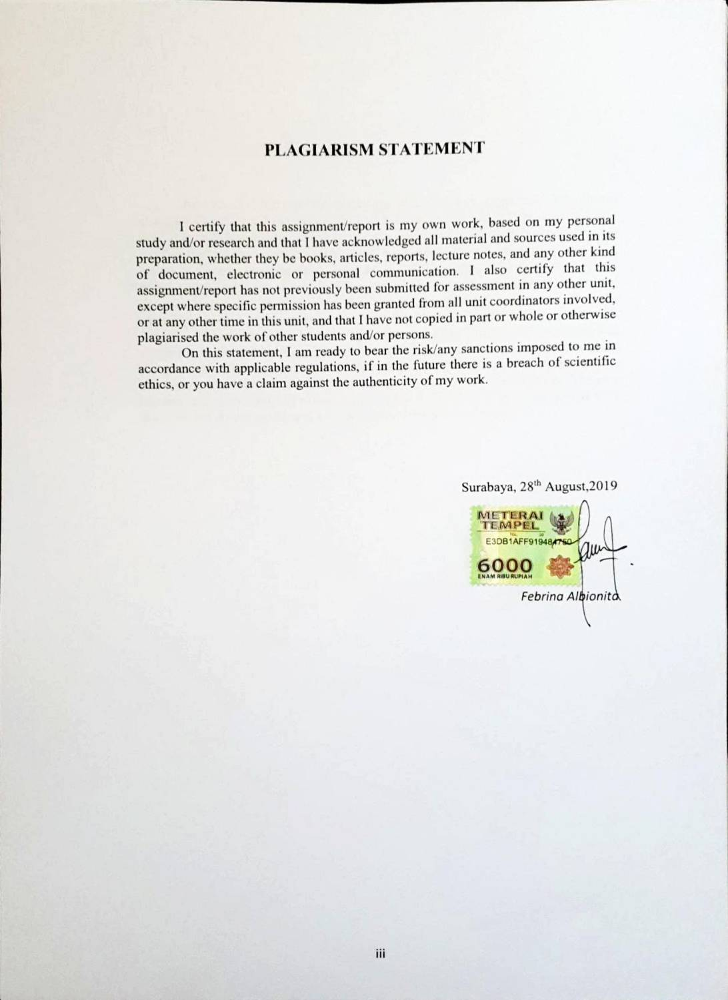 PLAGIARISM STATEMENT
I certify that this assignment/report is my own work, based on my personal
study and/or research and that I have acknowledged all material and sources used in its
preparation, whether they be books, articles, reports, lecture notes, and any other kind
of document, electronic or personal communication. I also certify that this
assignment/report has not previously been submitted for assessment in any other unit,
except where specific permission has been granted from all unit coordinators involved,
or at any other time in this unit, and that I have not copied in part or whole or otherwise
plagiarised the work of other students and/or persons.
On this statement, I am ready to bear the risk/any sanctions imposed to me in
accordance with applicable regulations, if in the future there is a breach of scientific
ethics, or you have a claim against the authenticity of my work.
Surabaya, 28th August,2019
METERAI
TEMPEL
E3DB1AFF919484750
6000
ENAM RIBU RUPIAH
Febrina Albionita
iii